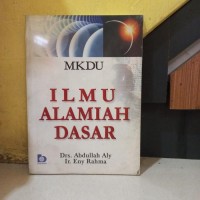 MKDU
ILMU
ALAMIAH
DASAR
Drs. Abdullah Aly
Ir. Eny Rahma